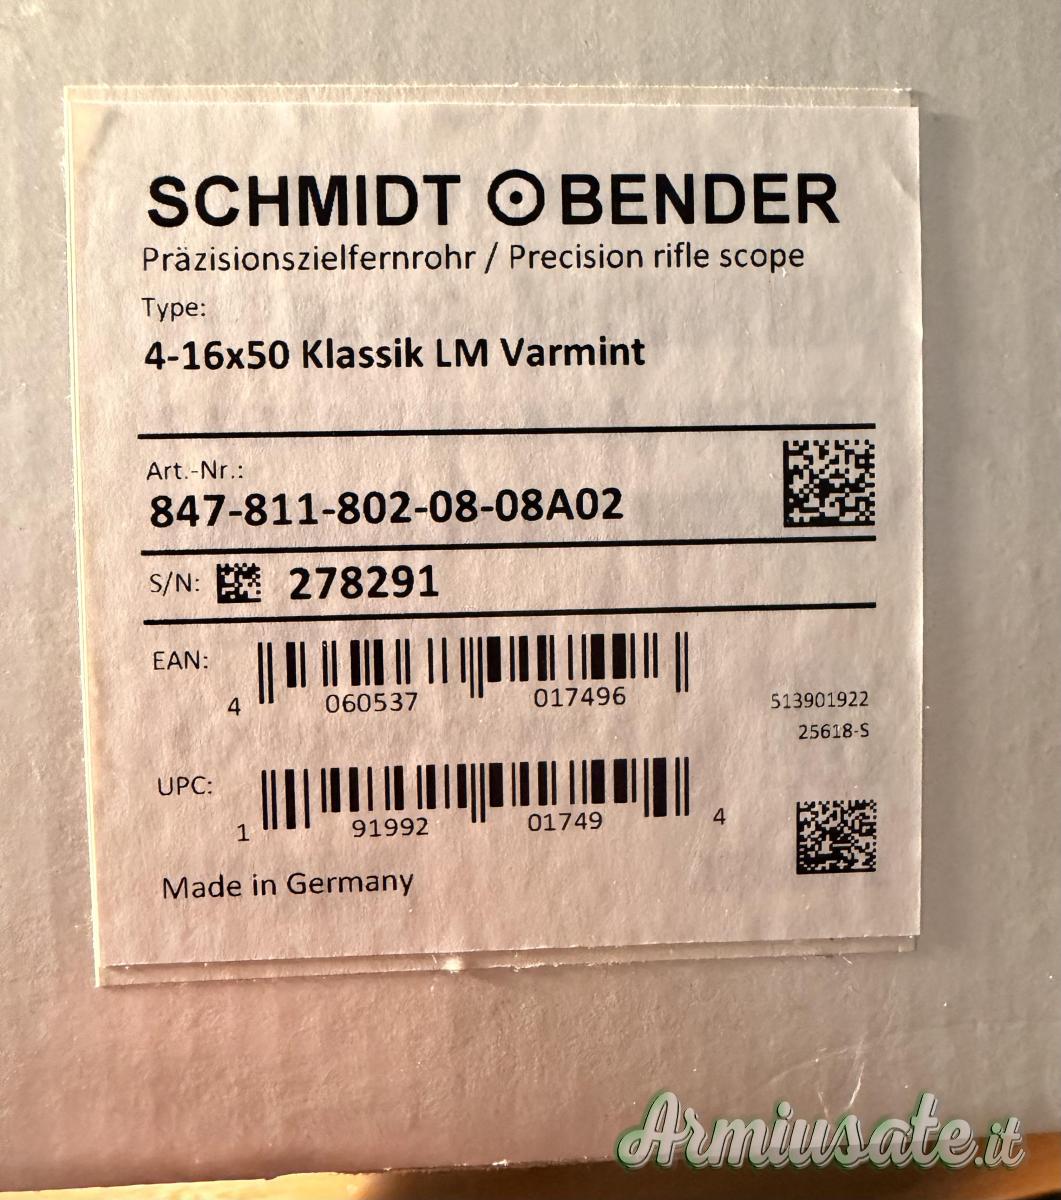 SCHMIDT BENDER
Präzisionszielfernrohr / Precision rifle scope
Type:
4-16x50 Klassik LM Varmint
Art.-Nr.:
847-811-802-08-08A02
S/N: 278291
EAN:
4 060537 017496
513901922
25618-S
UPC:
1 91992 01749 4
Made in Germany
Armiusate.it